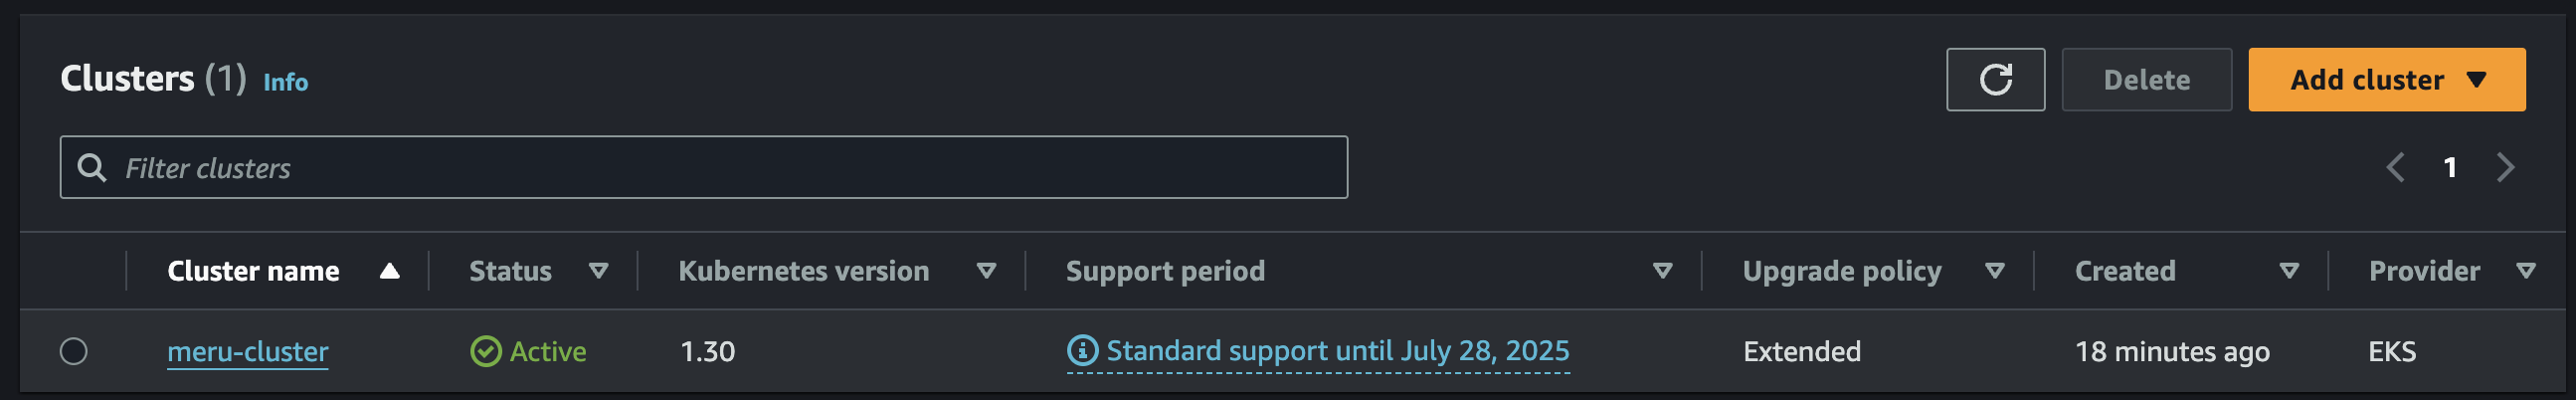 Clusters (1) Info
Delete
Add cluster
Filter clusters
1
Cluster name Status Kubernetes version Support period Upgrade policy Created Provider
meru-cluster Active 1.30 Standard support until July 28, 2025 Extended 18 minutes ago EKS